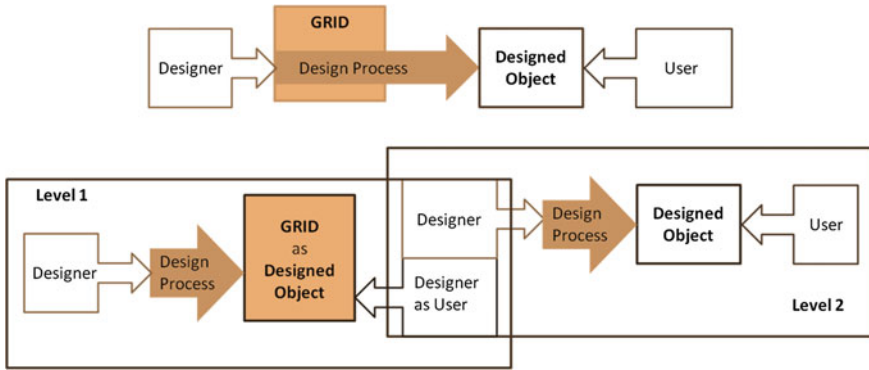 GRID
Designer
Design Process
Designed
Object
User
Level 1
Designer
Design
Process
GRID
as
Designed
Object
Designer
Designer
as User
Design
Process
Designed
Object
User
Level 2